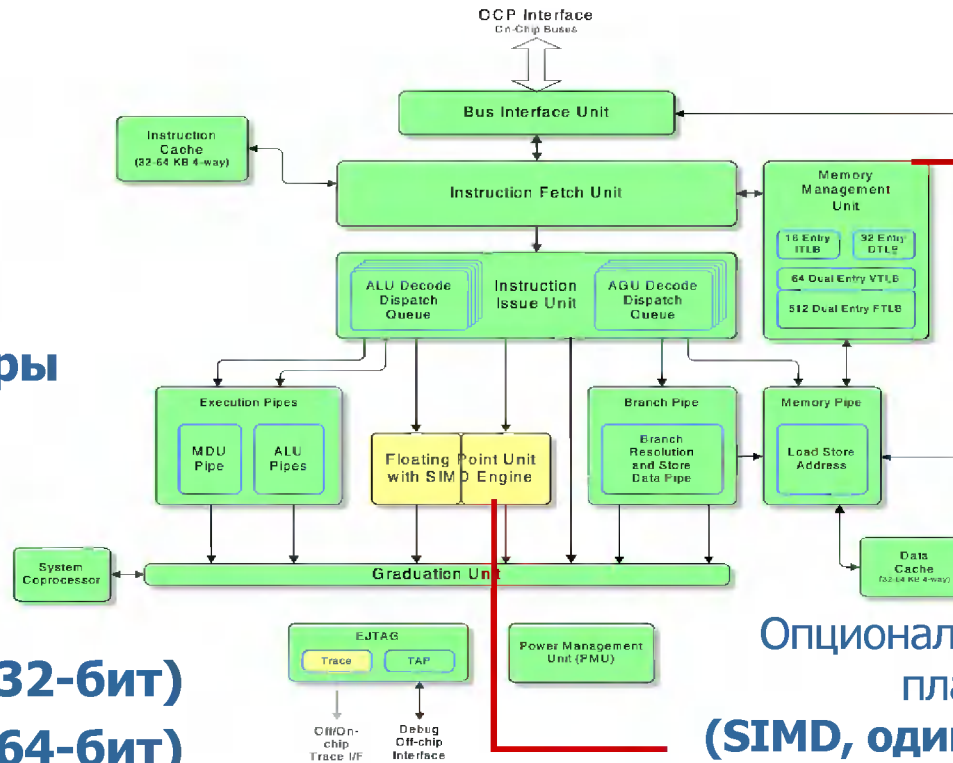 OCP Interface
On-Chip Buses
Bus Interface Unit
Instruction
Cache
(32-64 KB 4-way)
Instruction Fetch Unit
Memory
Management
Unit
16 Entry
ITLB
32 Entry
DTLB
64 Dual Entry VTLB
512 Dual Entry FTLB
ALU Decode
Dispatch
Queue
Instruction
Issue Unit
AGU Decode
Dispatch
Queue
ры
Execution Pipes
MDU
Pipe
ALU
Pipes
Floating Point Unit
with SIMD Engine
Branch Pipe
Branch
Resolution
and Store
Data Pipe
Memory Pipe
Load Store
Address
System
Coprocessor
Graduation Unit
Data
Cache
(32-64 KB 4-way)
EJTAG
Trace
TAP
Power Management
Unit (PMU)
Off/On-
chip
Trace I/F
Debug
Off-chip
Interface
32-бит)
64-бит)
Опционал
пла
(SIMD, один